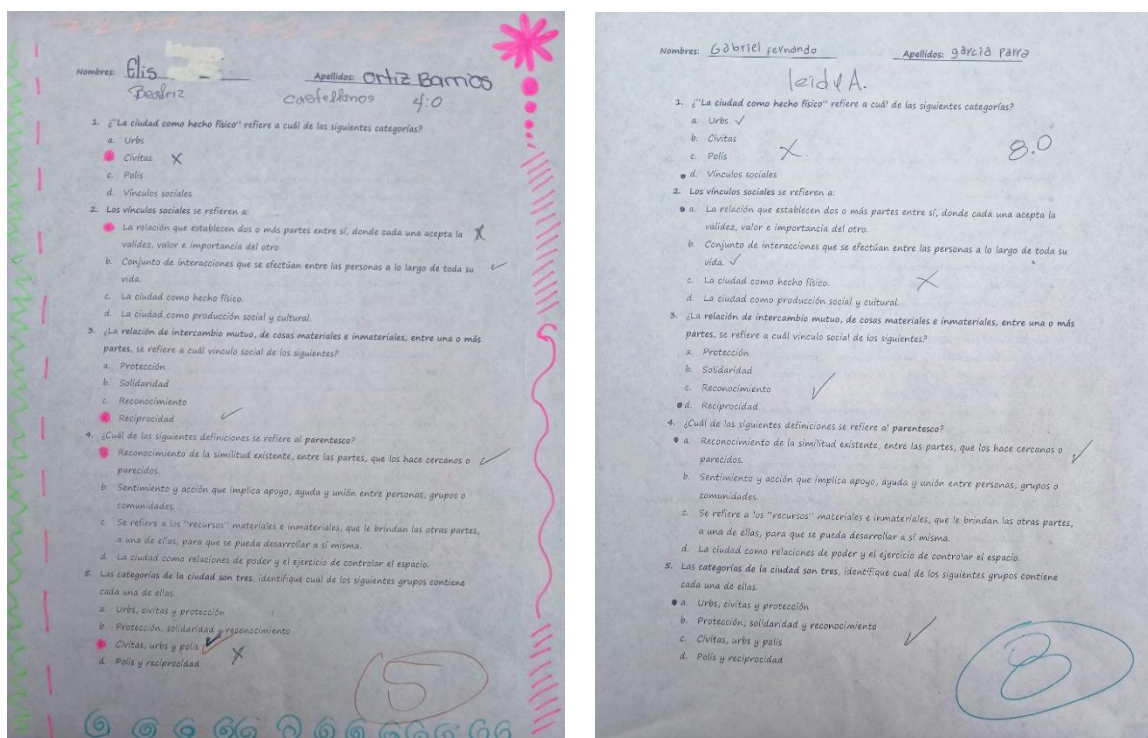 Nombres: Elis Apellidos: Ortiz Barrios
Beatriz castellanos 4:0
1. ¿"La ciudad como hecho físico" refiere a cuál de las siguientes categorías?
a. Urbs
b. Civitas X
c. Polis
d. Vínculos sociales
2. Los vínculos sociales se refieren a:
a. La relación que establecen dos o más partes entre sí, donde cada una acepta la X
validez, valor e importancia del otro.
b. Conjunto de interacciones que se efectúan entre las personas a lo largo de toda su ✓
vida.
c. La ciudad como hecho físico.
d. La ciudad como producción social y cultural.
3. ¿La relación de intercambio mutuo, de cosas materiales e inmateriales, entre una o más
partes, se refiere a cuál vínculo social de los siguientes?
a. Protección
b. Solidaridad
c. Reconocimiento
Reciprocidad ✓
4. ¿Cuál de las siguientes definiciones se refiere al parentesco?
Reconocimiento de la similitud existente, entre las partes, que los hace cercanos o ✓
parecidos.
b. Sentimiento y acción que implica apoyo, ayuda y unión entre personas, grupos o
comunidades.
c. Se refiere a los "recursos" materiales e inmateriales, que le brindan las otras partes,
a una de ellas, para que se pueda desarrollar a sí misma.
d. La ciudad como relaciones de poder y el ejercicio de controlar el espacio.
5. Las categorías de la ciudad son tres, identifique cual de los siguientes grupos contiene
cada una de ellas.
a. Urbs, civitas y protección
b. Protección, solidaridad y reconocimiento
Civitas, urbs y polis ✓
d. Polis y reciprocidad X
5
Nombres: Gabriel fernando Apellidos: garcia Parra
leidy A.
1. ¿"La ciudad como hecho físico" refiere a cuál de las siguientes categorías?
a. Urbs ✓
b. Civitas
c. Polis X 8.0
d. Vínculos sociales
2. Los vínculos sociales se refieren a:
a. La relación que establecen dos o más partes entre sí, donde cada una acepta la
validez, valor e importancia del otro.
b. Conjunto de interacciones que se efectúan entre las personas a lo largo de toda su
vida. ✓
c. La ciudad como hecho físico. X
d. La ciudad como producción social y cultural.
3. ¿La relación de intercambio mutuo, de cosas materiales e inmateriales, entre una o más
partes, se refiere a cuál vínculo social de los siguientes?
a. Protección
b. Solidaridad
c. Reconocimiento ✓
d. Reciprocidad
4. ¿Cuál de las siguientes definiciones se refiere al parentesco?
a. Reconocimiento de la similitud existente, entre las partes, que los hace cercanos o ✓
parecidos.
b. Sentimiento y acción que implica apoyo, ayuda y unión entre personas, grupos o
comunidades.
c. Se refiere a los "recursos" materiales e inmateriales, que le brindan las otras partes,
a una de ellas, para que se pueda desarrollar a sí misma.
d. La ciudad como relaciones de poder y el ejercicio de controlar el espacio.
5. Las categorías de la ciudad son tres, identifique cual de los siguientes grupos contiene
cada una de ellas.
a. Urbs, civitas y protección
b. Protección, solidaridad y reconocimiento
c. Civitas, urbs y polis ✓
d. Polis y reciprocidad
8